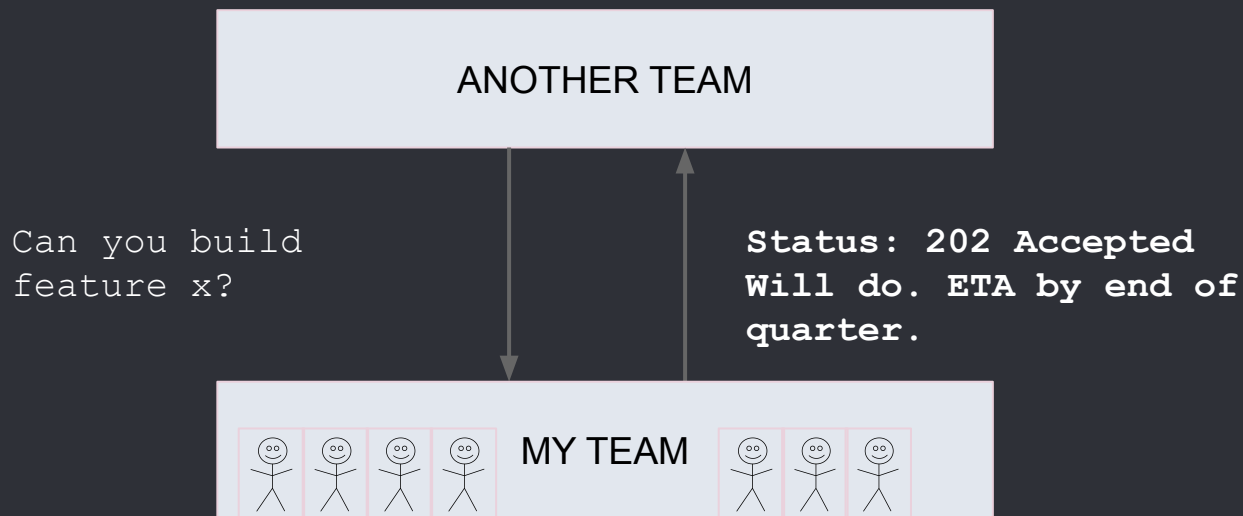 ANOTHER TEAM
Can you build
feature x?
Status: 202 Accepted
Will do. ETA by end of
quarter.
MY TEAM